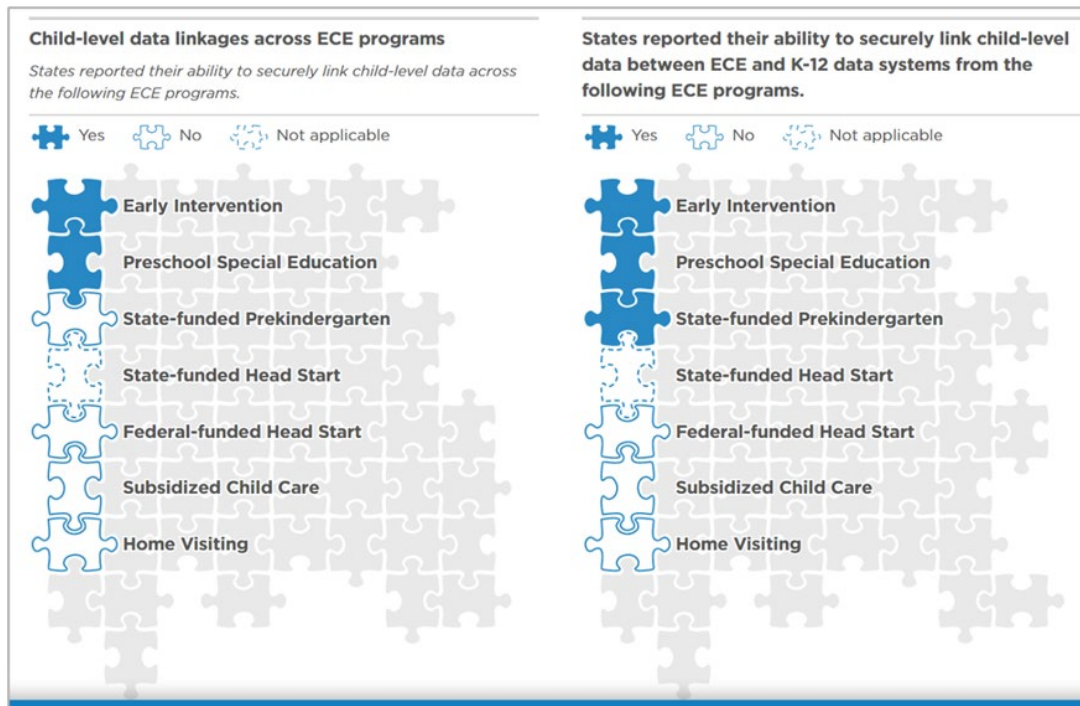 Child-level data linkages across ECE programs
States reported their ability to securely link child-level data across
the following ECE programs.
Yes No Not applicable
Early Intervention
Preschool Special Education
State-funded Prekindergarten
State-funded Head Start
Federal-funded Head Start
Subsidized Child Care
Home Visiting
States reported their ability to securely link child-level
data between ECE and K-12 data systems from the
following ECE programs.
Yes No Not applicable
Early Intervention
Preschool Special Education
State-funded Prekindergarten
State-funded Head Start
Federal-funded Head Start
Subsidized Child Care
Home Visiting